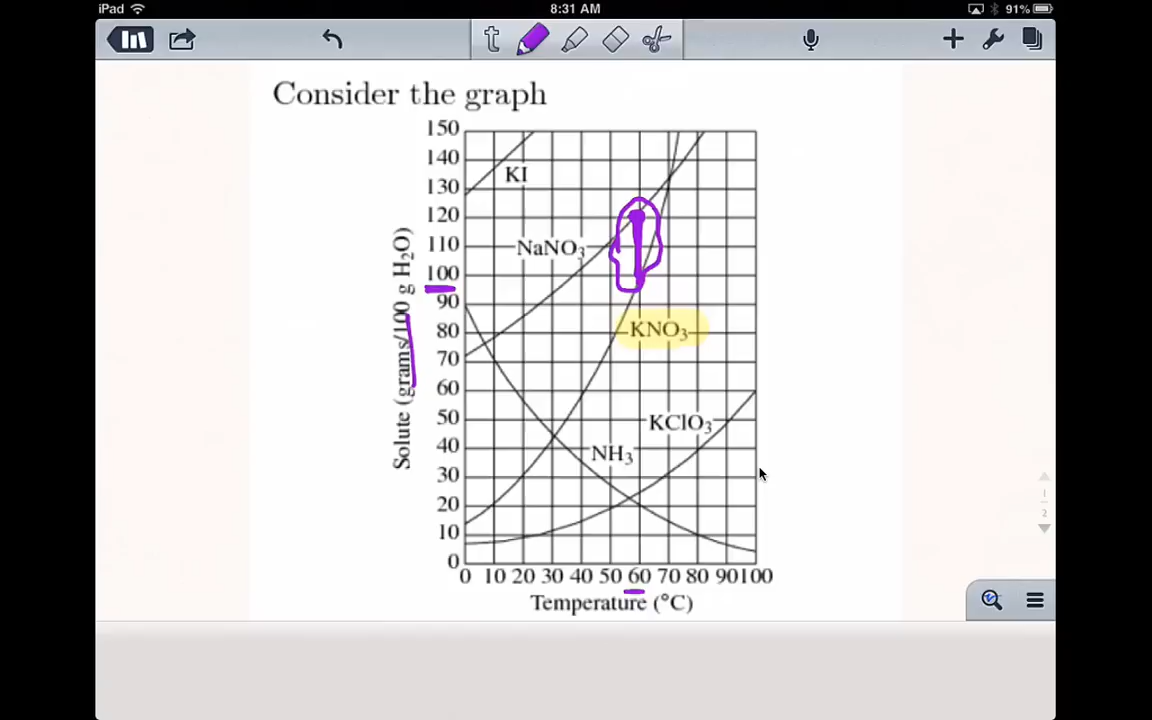 iPad
8:31 AM
91%
t
Consider the graph
150
140
KI
130
120
110
NaNO₃
100
90
80
KNO₃
70
60
50
KClO₃
40
NH₃
30
20
10
0
Solute (grams/100 g H₂O)
0 10 20 30 40 50 60 70 80 90 100
Temperature (°C)
1
2